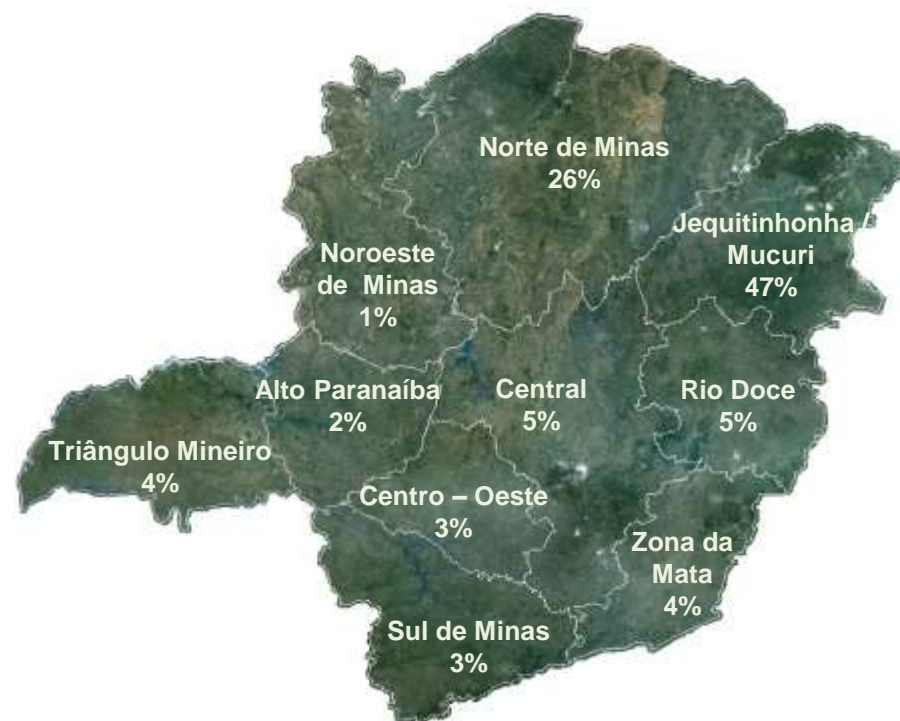 Norte de Minas
26%
Jequitinhonha /
Mucuri
47%
Noroeste
de Minas
1%
Alto Paranaíba
2%
Central
5%
Rio Doce
5%
Triângulo Mineiro
4%
Centro – Oeste
3%
Zona da
Mata
4%
Sul de Minas
3%